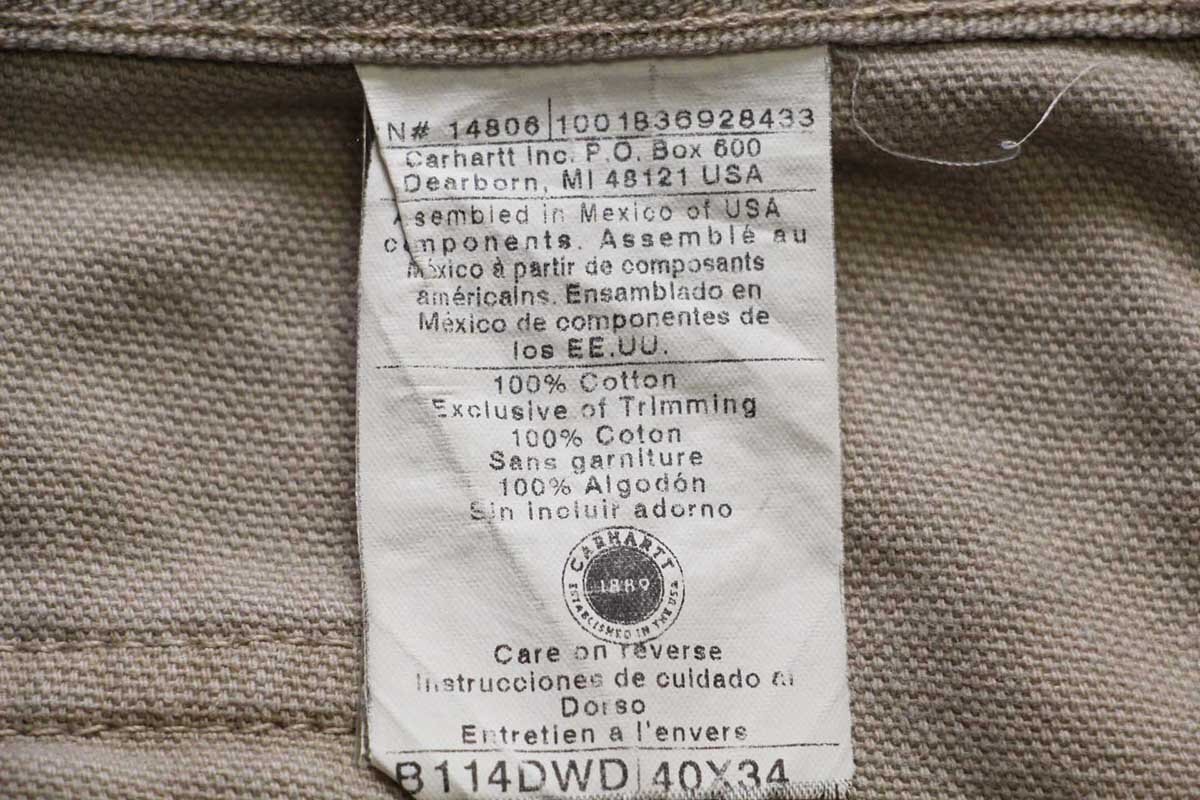 N# 14806 1001836928433
Carhartt Inc. P.O. Box 600
Dearborn, MI 48121 USA
Assembled in Mexico of USA
components. Assemblé au
México à partir de composants
américains. Ensamblado en
México de componentes de
los EE.UU.
100% Cotton
Exclusive of Trimming
100% Coton
Sans garniture
100% Algodón
Sin incluir adorno
CARHARTT
1889
ESTABLISHED IN THE USA
Care on reverse
Instrucciones de cuidado al
Dorso
Entretien a l'envers
B114DWD 40X34